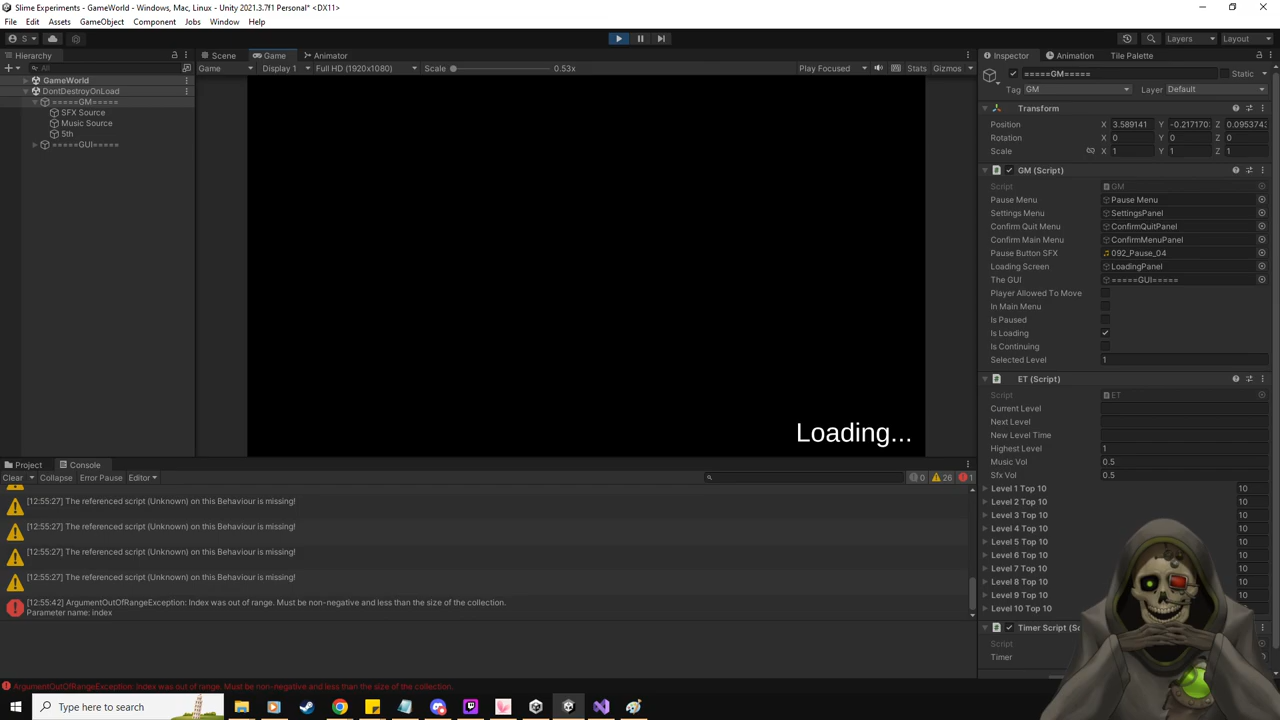 Slime Experiments - GameWorld - Windows, Mac, Linux - Unity 2021.3.7f1 Personal* <DX11>
File Edit Assets GameObject Component Jobs Window Help
S
Layers Layout
Hierarchy
Scene Game Animator
Inspector Animation Tile Palette
All
Game Display 1 Full HD (1920x1080) Scale 0.53x Play Focused Stats Gizmos
=====GM===== Static
Tag GM Layer Default
GameWorld
DontDestroyOnLoad
=====GM=====
SFX Source
Music Source
5th
=====GUI=====
Transform
Position X 3.589141 Y -0.217170 Z 0.0953743
Rotation X 0 Y 0 Z 0
Scale X 1 Y 1 Z 1
GM (Script)
Script GM
Pause Menu Pause Menu
Settings Menu SettingsPanel
Confirm Quit Menu ConfirmQuitPanel
Confirm Main Menu ConfirmMenuPanel
Pause Button SFX 092_Pause_04
Loading Screen LoadingPanel
The GUI =====GUI=====
Player Allowed To Move
In Main Menu
Is Paused
Is Loading
Is Continuing
Selected Level 1
ET (Script)
Script ET
Current Level
Next Level
New Level Time
Highest Level 1
Music Vol 0.5
Sfx Vol 0.5
Level 1 Top 10 10
Level 2 Top 10 10
Level 3 Top 10 10
Level 4 Top 10 10
Level 5 Top 10 10
Level 6 Top 10 10
Level 7 Top 10 10
Level 8 Top 10 10
Level 9 Top 10 10
Level 10 Top 10 10
Timer Script (Sc
Script
Timer
Loading...
Project Console
Clear Collapse Error Pause Editor 0 26 1
[12:55:27] The referenced script (Unknown) on this Behaviour is missing!
[12:55:27] The referenced script (Unknown) on this Behaviour is missing!
[12:55:27] The referenced script (Unknown) on this Behaviour is missing!
[12:55:27] The referenced script (Unknown) on this Behaviour is missing!
[12:55:42] ArgumentOutOfRangeException: Index was out of range. Must be non-negative and less than the size of the collection.
Parameter name: index
ArgumentOutOfRangeException: Index was out of range. Must be non-negative and less than the size of the collection.
Type here to search